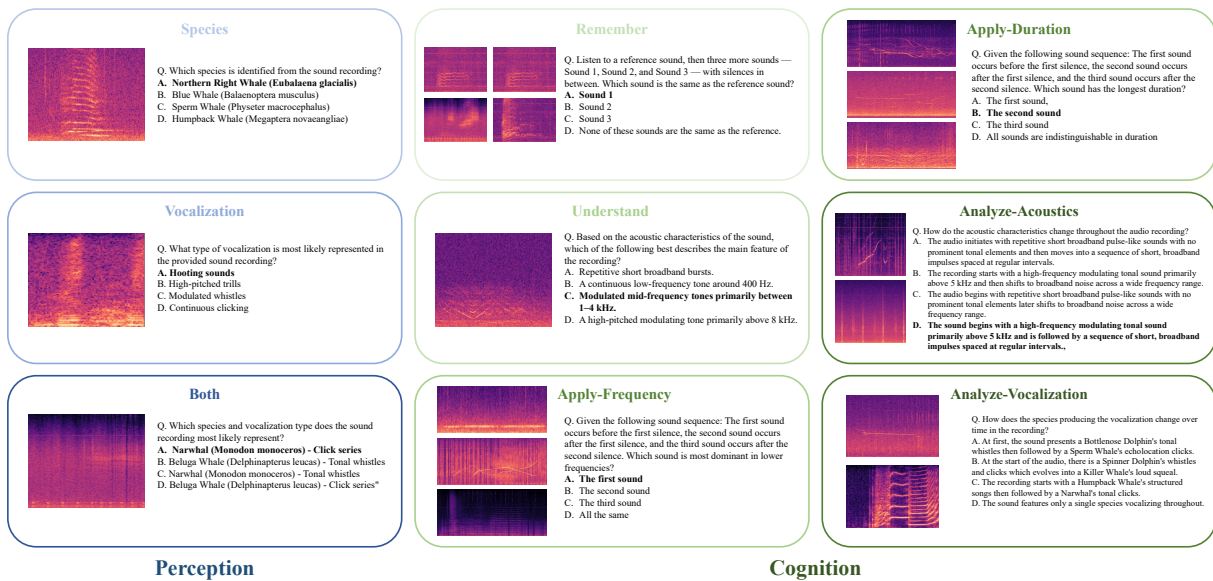 Species
Q. Which species is identified from the sound recording?
A. Northern Right Whale (Eubalaena glacialis)
B. Blue Whale (Balaenoptera musculus)
C. Sperm Whale (Physeter macrocephalus)
D. Humpback Whale (Megaptera novaeangliae)
Remember
Q. Listen to a reference sound, then three more sounds —
Sound 1, Sound 2, and Sound 3 — with silences in
between. Which sound is the same as the reference sound?
A. Sound 1
B. Sound 2
C. Sound 3
D. None of these sounds are the same as the reference.
Apply-Duration
Q. Given the following sound sequence: The first sound
occurs before the first silence, the second sound occurs
after the first silence, and the third sound occurs after the
second silence. Which sound has the longest duration?
A. The first sound,
B. The second sound
C. The third sound
D. All sounds are indistinguishable in duration
Vocalization
Q. What type of vocalization is most likely represented in
the provided sound recording?
A. Hooting sounds
B. High-pitched trills
C. Modulated whistles
D. Continuous clicking
Understand
Q. Based on the acoustic characteristics of the sound,
which of the following best describes the main feature of
the recording?
A. Repetitive short broadband bursts.
B. A continuous low-frequency tone around 400 Hz.
C. Modulated mid-frequency tones primarily between
1–4 kHz.
D. A high-pitched modulating tone primarily above 8 kHz.
Analyze-Acoustics
Q. How do the acoustic characteristics change throughout the audio recording?
A. The audio initiates with repetitive short broadband pulse-like sounds with no
prominent tonal elements and then moves into a sequence of short, broadband
impulses spaced at regular intervals.
B. The recording starts with a high-frequency modulating tonal sound primarily
above 5 kHz and then shifts to broadband noise across a wide frequency range.
C. The audio begins with repetitive short broadband pulse-like sounds with no
prominent tonal elements later shifts to broadband noise across a wide
frequency range.
D. The sound begins with a high-frequency modulating tonal sound
primarily above 5 kHz and is followed by a sequence of short, broadband
impulses spaced at regular intervals.,
Both
Q. Which species and vocalization type does the sound
recording most likely represent?
A. Narwhal (Monodon monoceros) - Click series
B. Beluga Whale (Delphinapterus leucas) - Tonal whistles
C. Narwhal (Monodon monoceros) - Tonal whistles
D. Beluga Whale (Delphinapterus leucas) - Click series"
Apply-Frequency
Q. Given the following sound sequence: The first sound
occurs before the first silence, the second sound occurs
after the first silence, and the third sound occurs after the
second silence. Which sound is most dominant in lower
frequencies?
A. The first sound
B. The second sound
C. The third sound
D. All the same
Analyze-Vocalization
Q. How does the species producing the vocalization change over
time in the recording?
A. At first, the sound presents a Bottlenose Dolphin's tonal
whistles then followed by a Sperm Whale's echolocation clicks.
B. At the start of the audio, there is a Spinner Dolphin's whistles
and clicks which evolves into a Killer Whale's loud squeal.
C. The recording starts with a Humpback Whale's structured
songs then followed by a Narwhal's tonal clicks.
D. The sound features only a single species vocalizing throughout.
Perception
Cognition